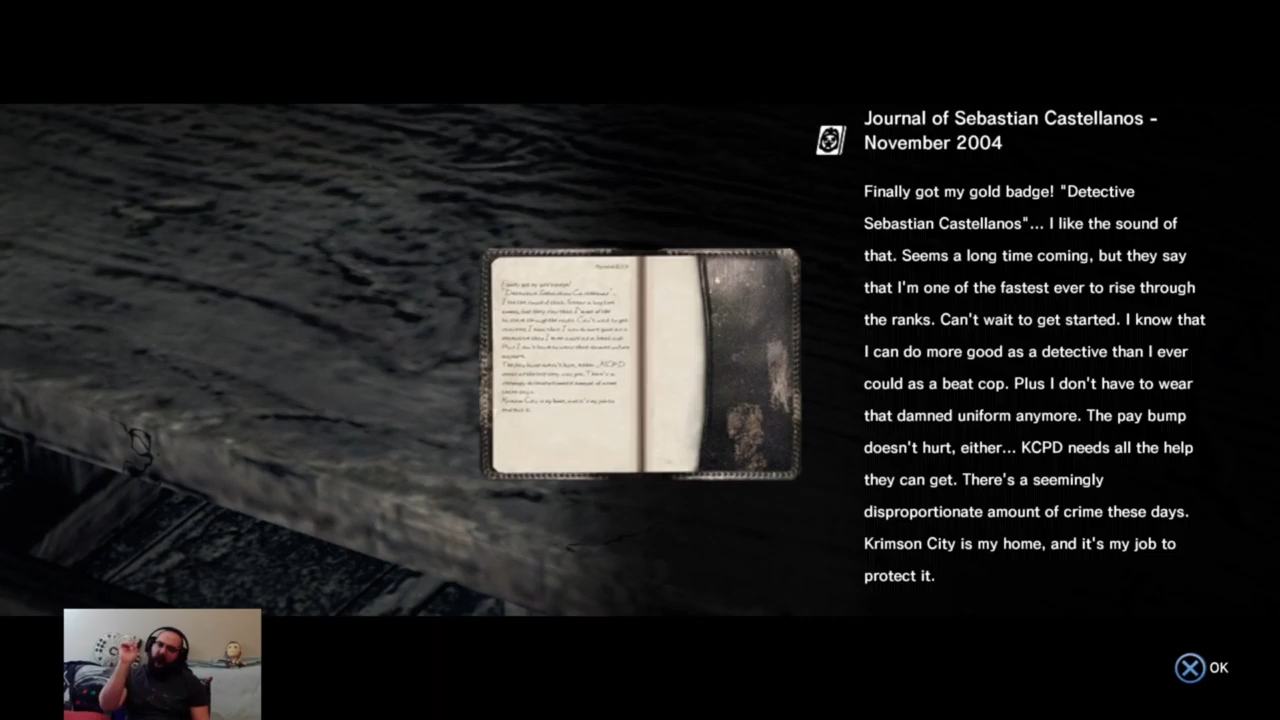 Journal of Sebastian Castellanos -
November 2004
Finally got my gold badge! "Detective
Sebastian Castellanos"... I like the sound of
that. Seems a long time coming, but they say
that I'm one of the fastest ever to rise through
the ranks. Can't wait to get started. I know that
I can do more good as a detective than I ever
could as a beat cop. Plus I don't have to wear
that damned uniform anymore. The pay bump
doesn't hurt, either... KCPD needs all the help
they can get. There's a seemingly
disproportionate amount of crime these days.
Krimson City is my home, and it's my job to
protect it.
OK